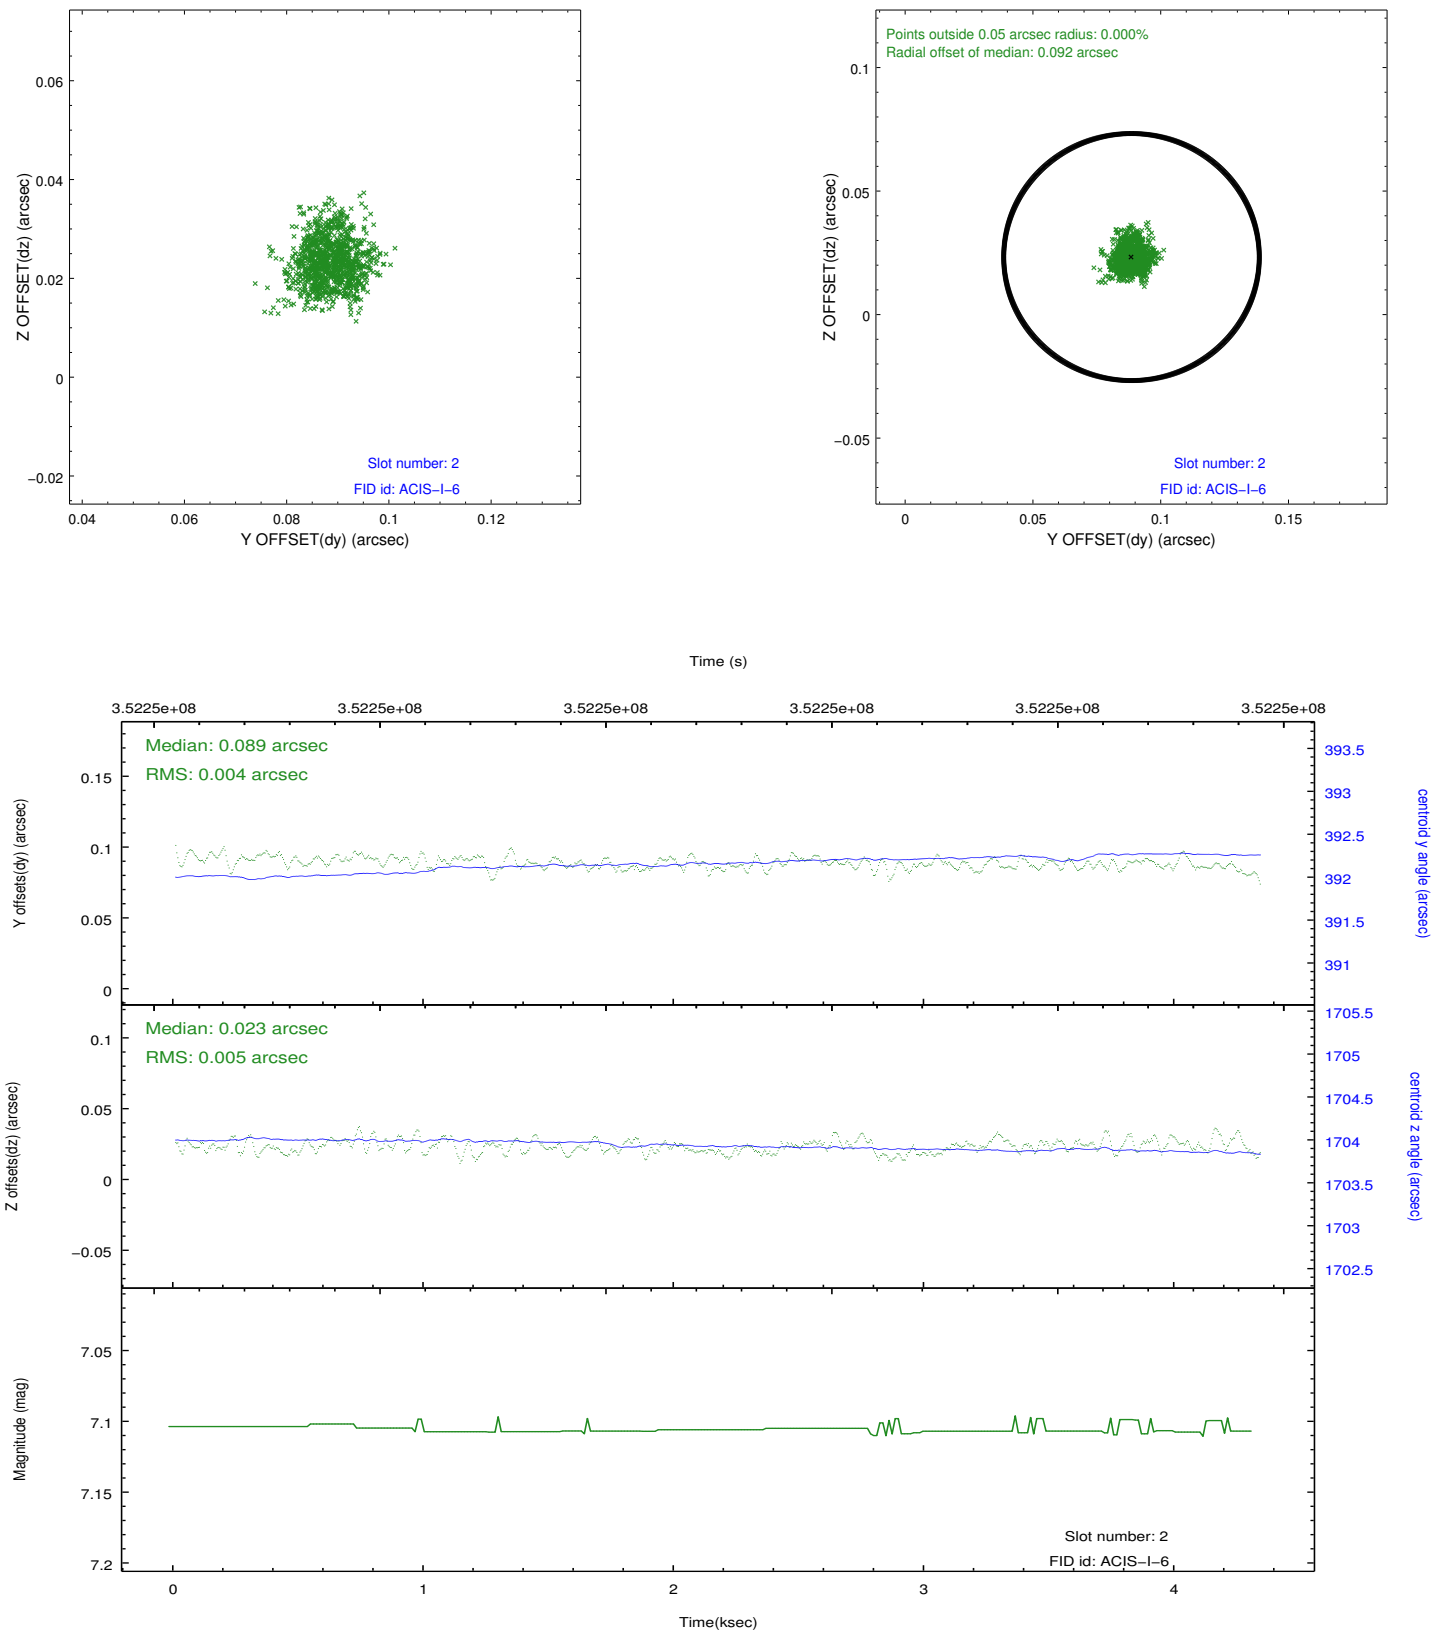 Z OFFSET(dz) (arcsec)
0.06
0.04
0.02
0
−0.02
Slot number: 2
FID id: ACIS−I−6
0.04 0.06 0.08 0.1 0.12
Y OFFSET(dy) (arcsec)
Points outside 0.05 arcsec radius: 0.000%
Radial offset of median: 0.092 arcsec
Z OFFSET(dz) (arcsec)
0.1
0.05
0
−0.05
Slot number: 2
FID id: ACIS−I−6
0 0.05 0.1 0.15
Y OFFSET(dy) (arcsec)
Time (s)
3.5225e+08 3.5225e+08 3.5225e+08 3.5225e+08 3.5225e+08 3.5225e+08
Median: 0.089 arcsec
RMS: 0.004 arcsec
Y offsets(dy) (arcsec)
0.15
0.1
0.05
0
393.5
393
392.5
392
391.5
391
centroid y angle (arcsec)
Median: 0.023 arcsec
RMS: 0.005 arcsec
Z offsets(dz) (arcsec)
0.1
0.05
0
−0.05
1705.5
1705
1704.5
1704
1703.5
1703
1702.5
centroid z angle (arcsec)
Magnitude (mag)
7.05
7.1
7.15
7.2
Slot number: 2
FID id: ACIS−I−6
0 1 2 3 4
Time(ksec)